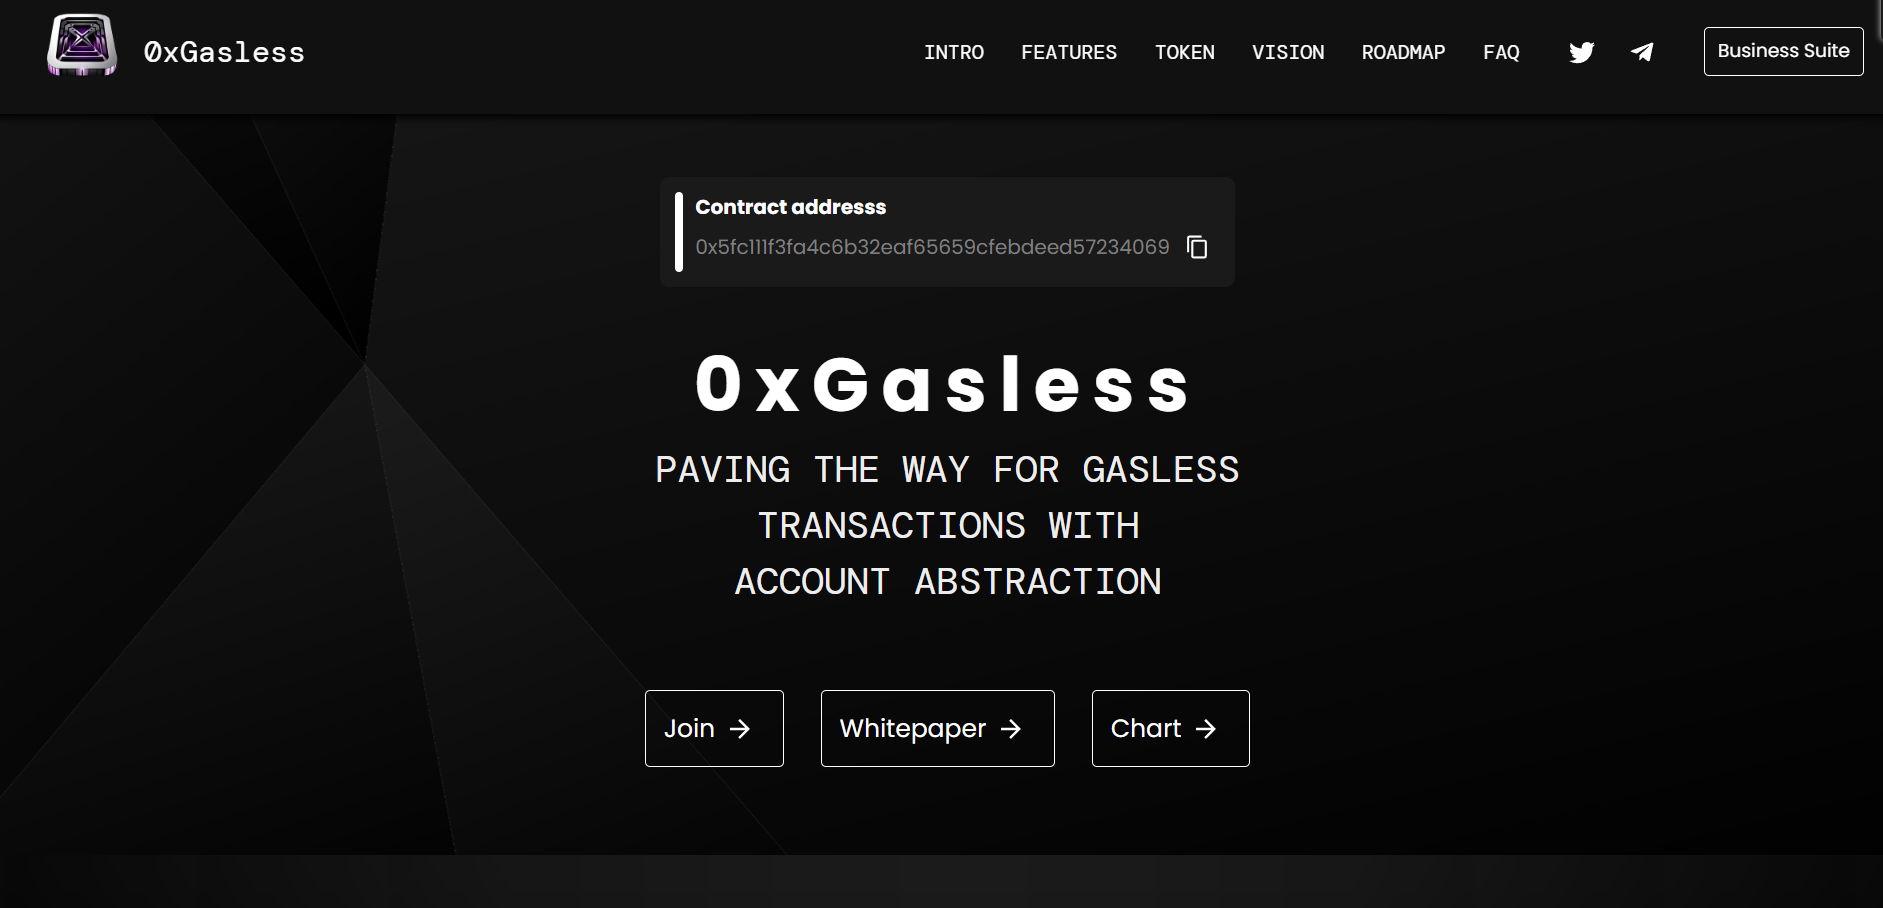 0xGasless
INTRO FEATURES TOKEN VISION ROADMAP FAQ Business Suite
Contract addresss
0x5fc111f3fa4c6b32eaf65659cfebdeed57234069
0xGasless
PAVING THE WAY FOR GASLESS
TRANSACTIONS WITH
ACCOUNT ABSTRACTION
Join → Whitepaper → Chart →